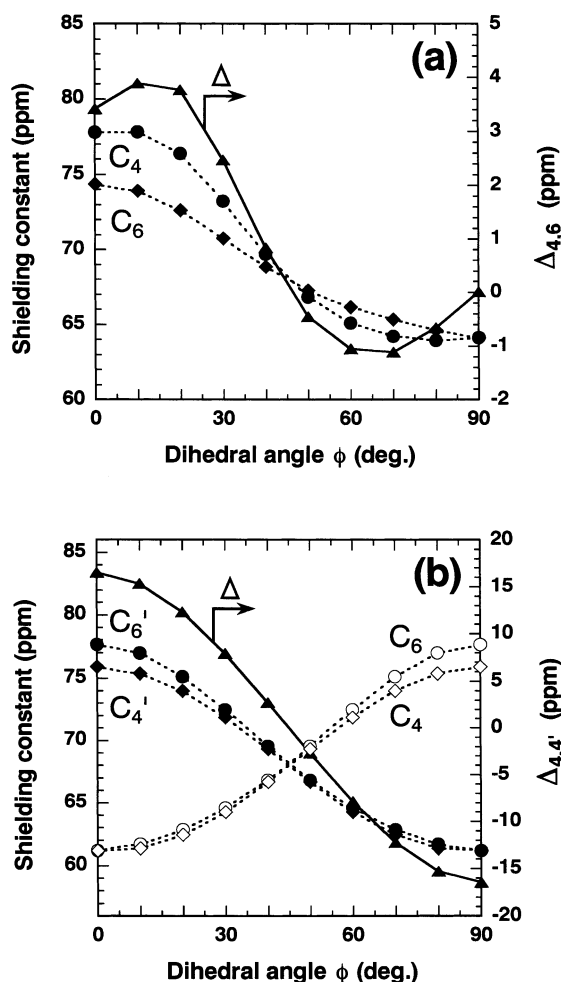 (a)
Shielding constant (ppm)
85
80
75
70
65
60
Δ
C4
C6
5
4
3
2
1
0
-1
-2
Δ4,6 (ppm)
0 30 60 90
Dihedral angle ϕ (deg.)
(b)
Shielding constant (ppm)
85
80
75
70
65
60
Δ
C6'
C4'
C6
C4
20
15
10
5
0
-5
-10
-15
-20
Δ4,4' (ppm)
0 30 60 90
Dihedral angle ϕ (deg.)